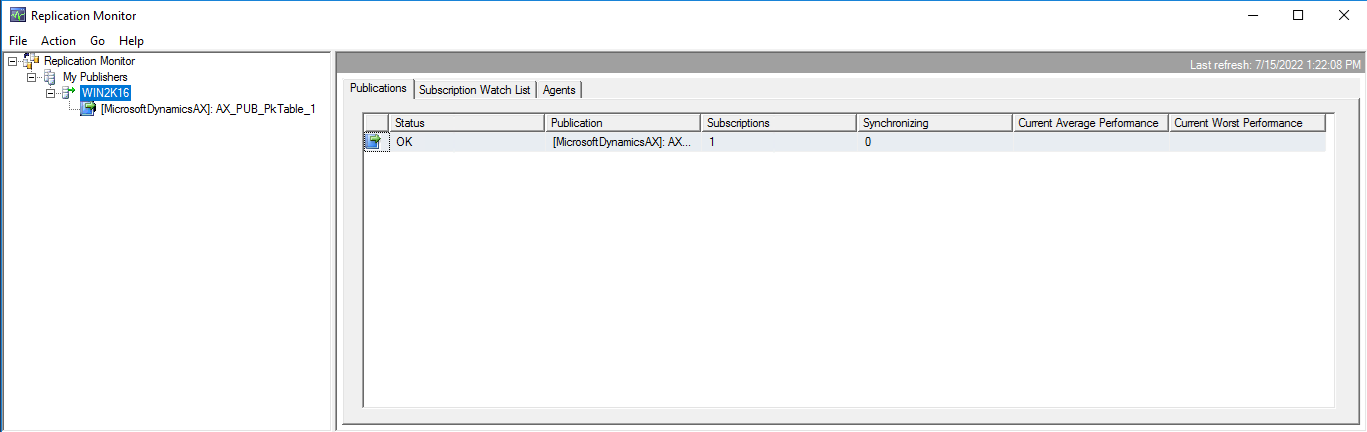 Replication Monitor
File Action Go Help
Replication Monitor
My Publishers
WIN2K16
[MicrosoftDynamicsAX]: AX_PUB_PkTable_1
Last refresh: 7/15/2022 1:22:08 PM
Publications Subscription Watch List Agents
Status Publication Subscriptions Synchronizing Current Average Performance Current Worst Performance
OK [MicrosoftDynamicsAX]: AX... 1 0